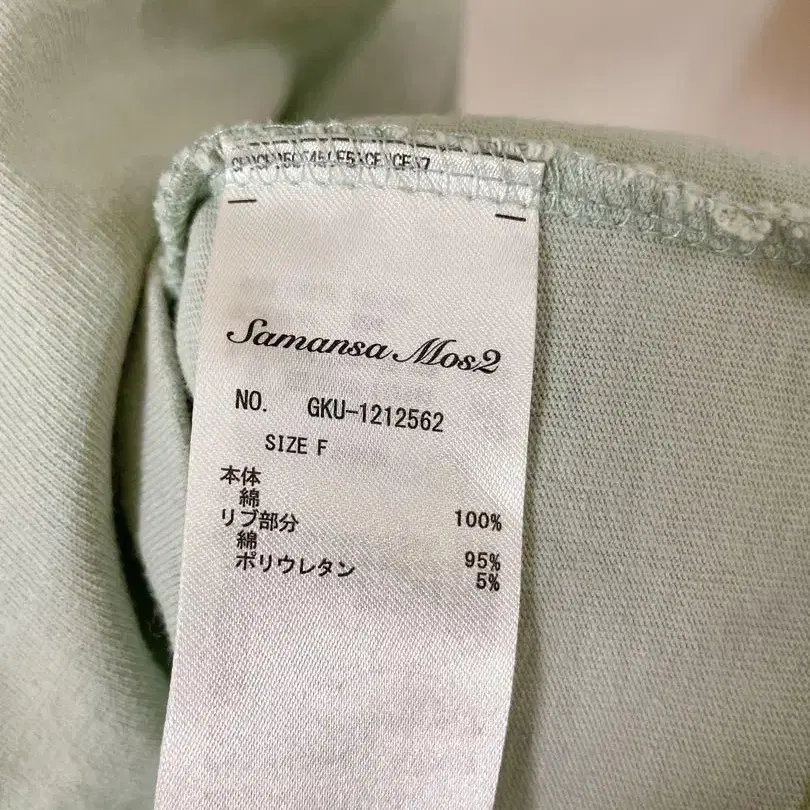 Samansa Mos2
NO. GKU-1212562
SIZE F
本体
綿 100%
リブ部分
綿 95%
ポリウレタン 5%